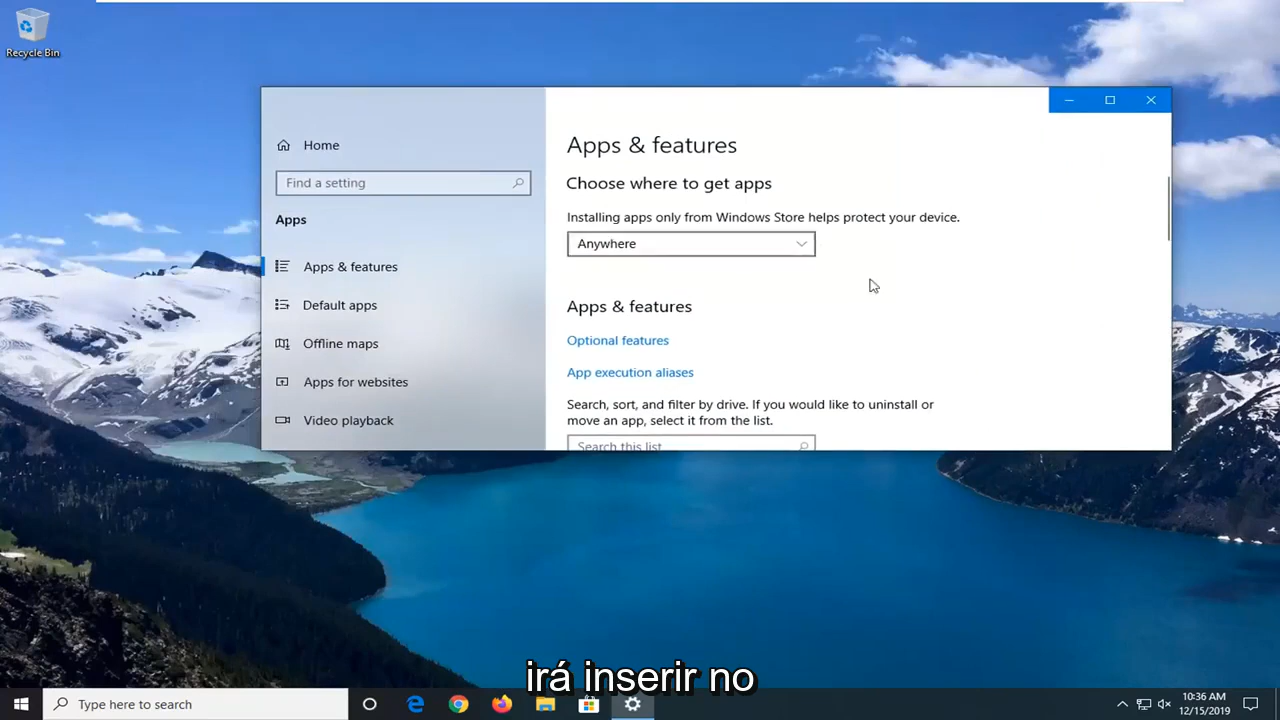 Recycle Bin
Home
Find a setting
Apps
Apps & features
Default apps
Offline maps
Apps for websites
Video playback
Apps & features
Choose where to get apps
Installing apps only from Windows Store helps protect your device.
Anywhere
Apps & features
Optional features
App execution aliases
Search, sort, and filter by drive. If you would like to uninstall or
move an app, select it from the list.
Search this list
irá inserir no
Type here to search
10:36 AM
12/15/2019